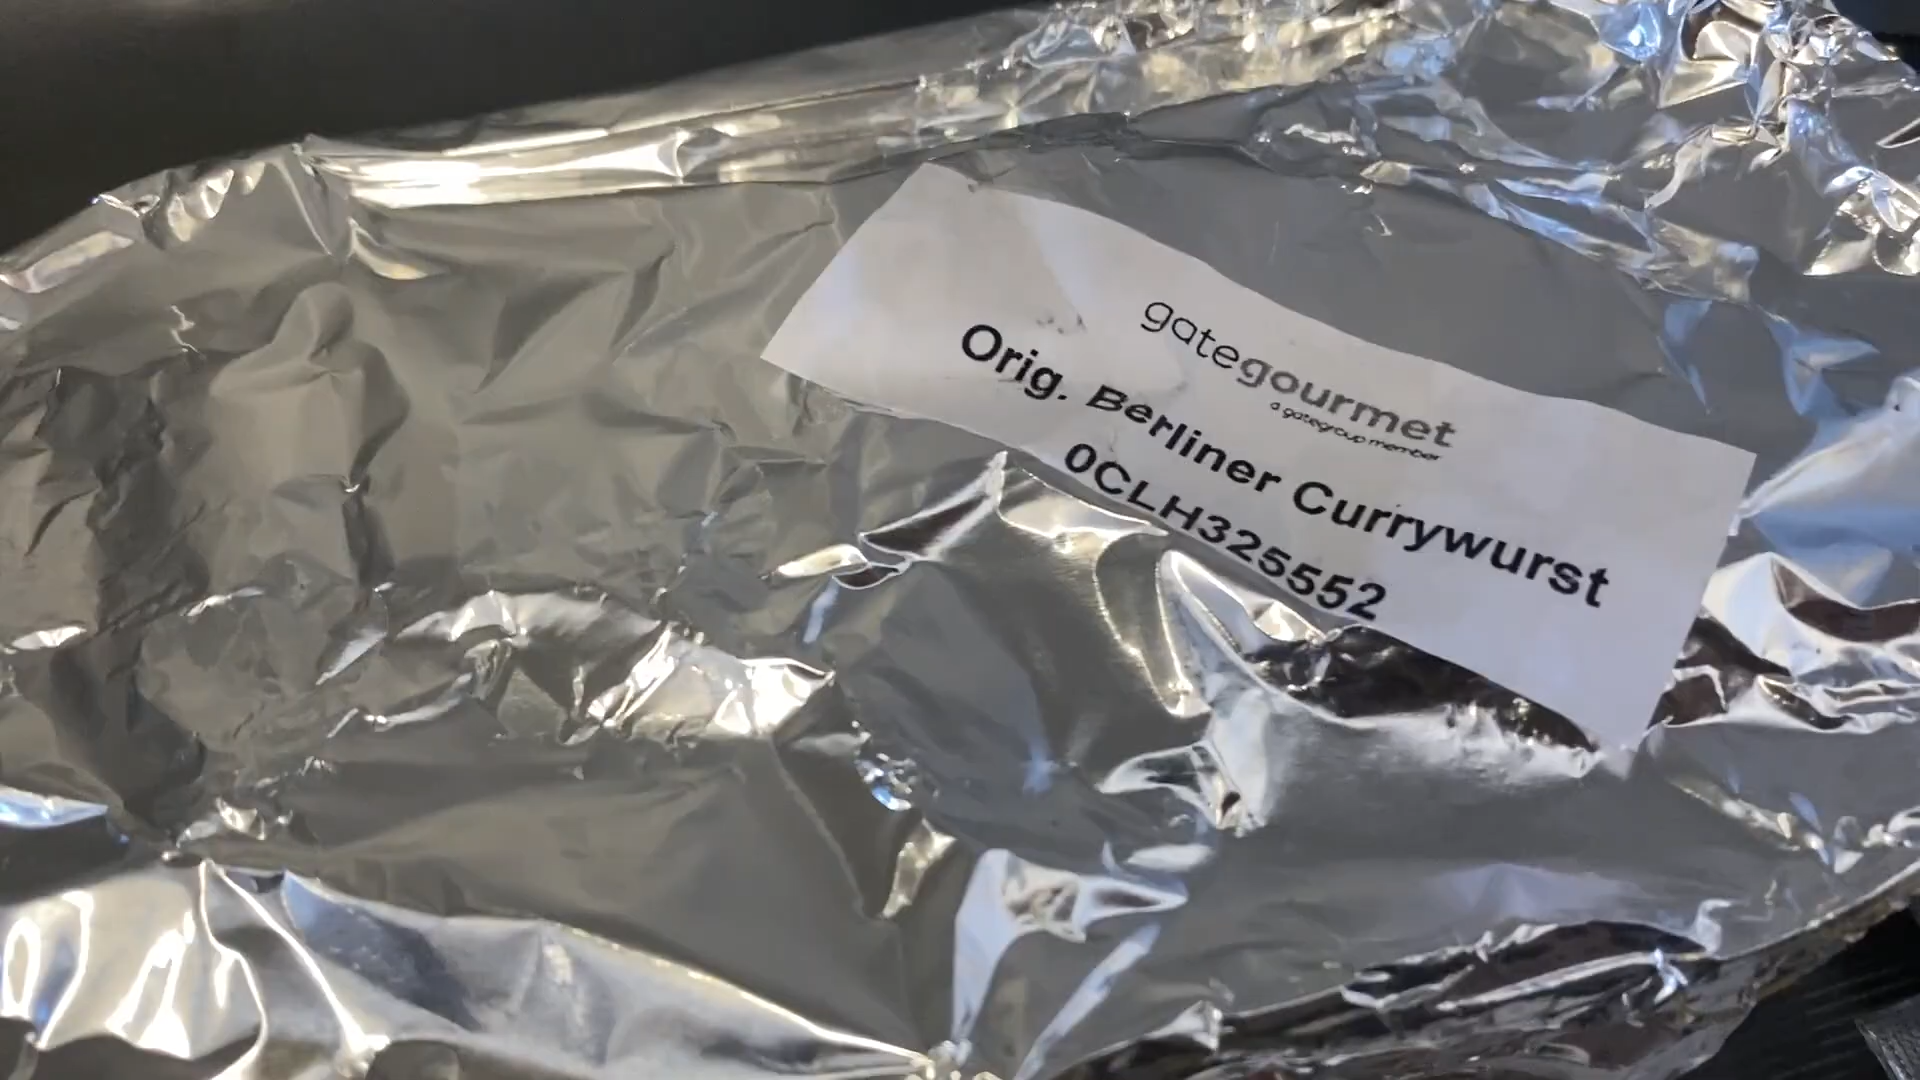 gategourmet
a gategroup member
Orig. Berliner Currywurst
0CLH325552